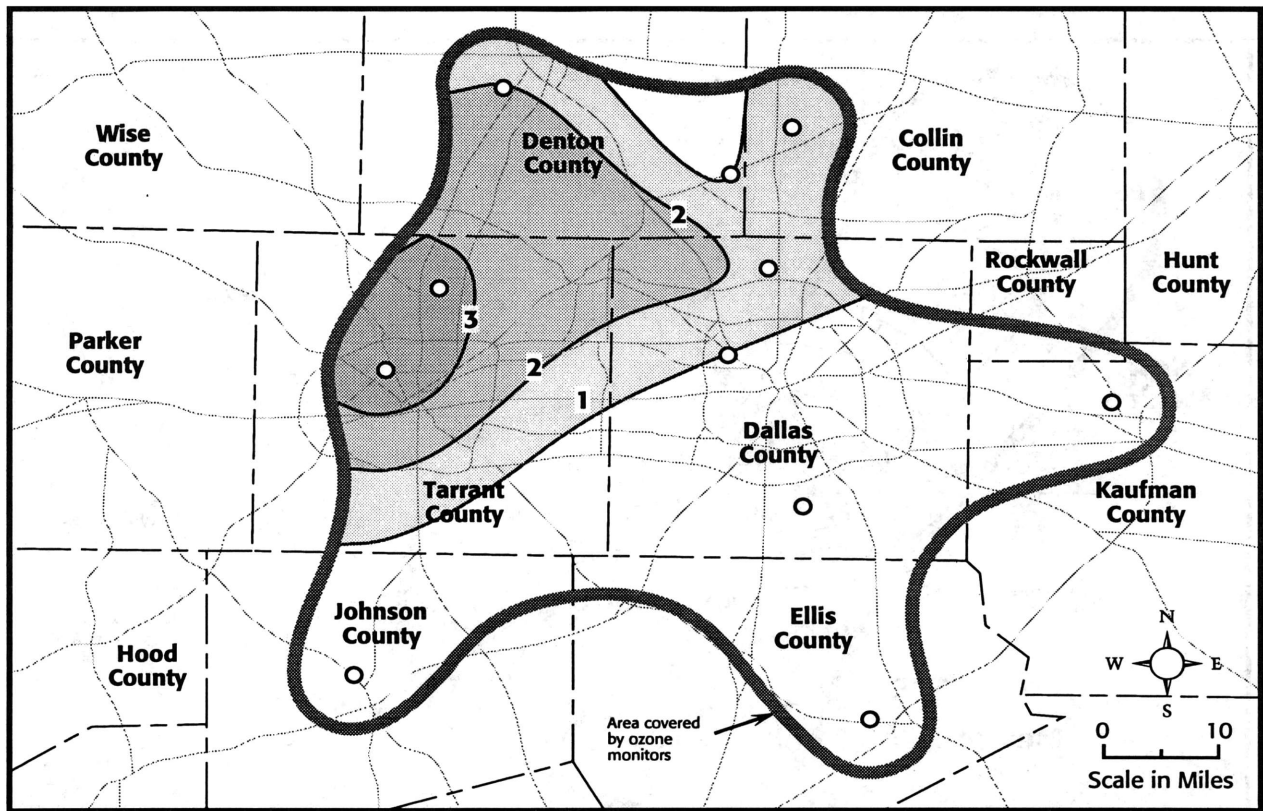 Wise
County
Denton
County
Collin
County
2
Rockwall
County
Hunt
County
3
Parker
County
2
1
Dallas
County
Tarrant
County
Kaufman
County
Johnson
County
Ellis
County
Hood
County
N
W E
S
Area covered
by ozone
monitors
0 10
Scale in Miles